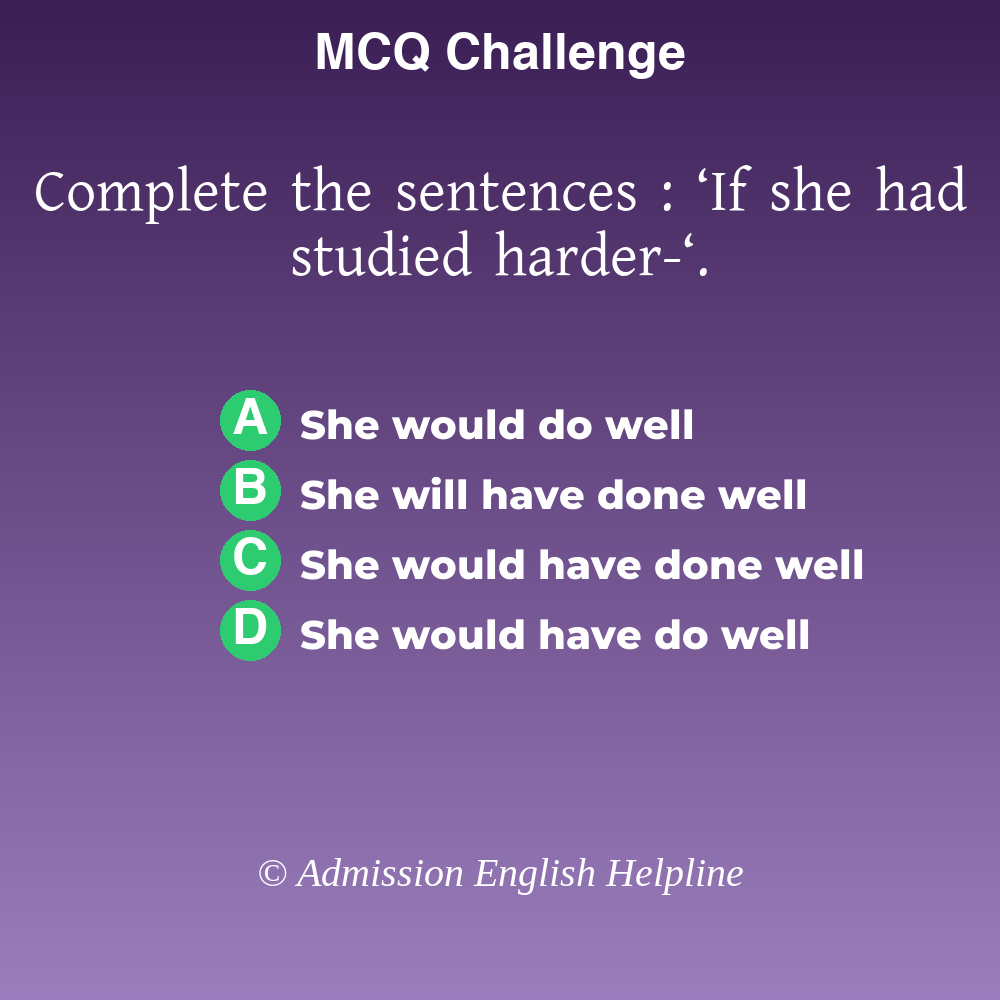 MCQ Challenge
Complete the sentences : ‘If she had
studied harder-‘.
A She would do well
B She will have done well
C She would have done well
D She would have do well
© Admission English Helpline